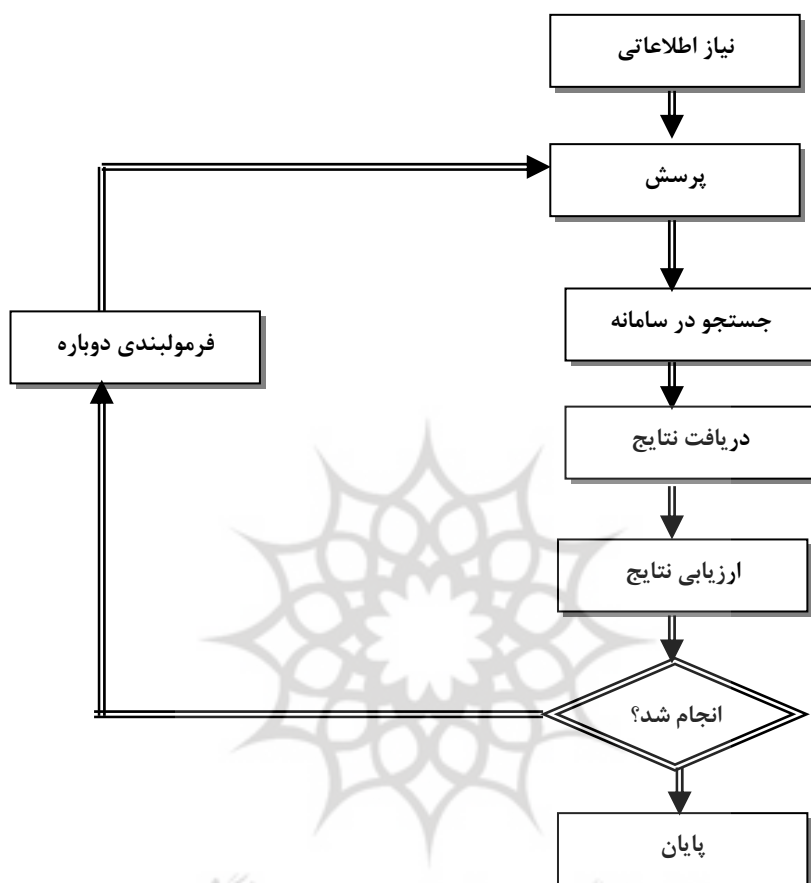 نیاز اطلاعاتی
پرسش
جستجو در سامانه
فرمولبندی دوباره
دریافت نتایج
ارزیابی نتایج
انجام شد؟
پایان